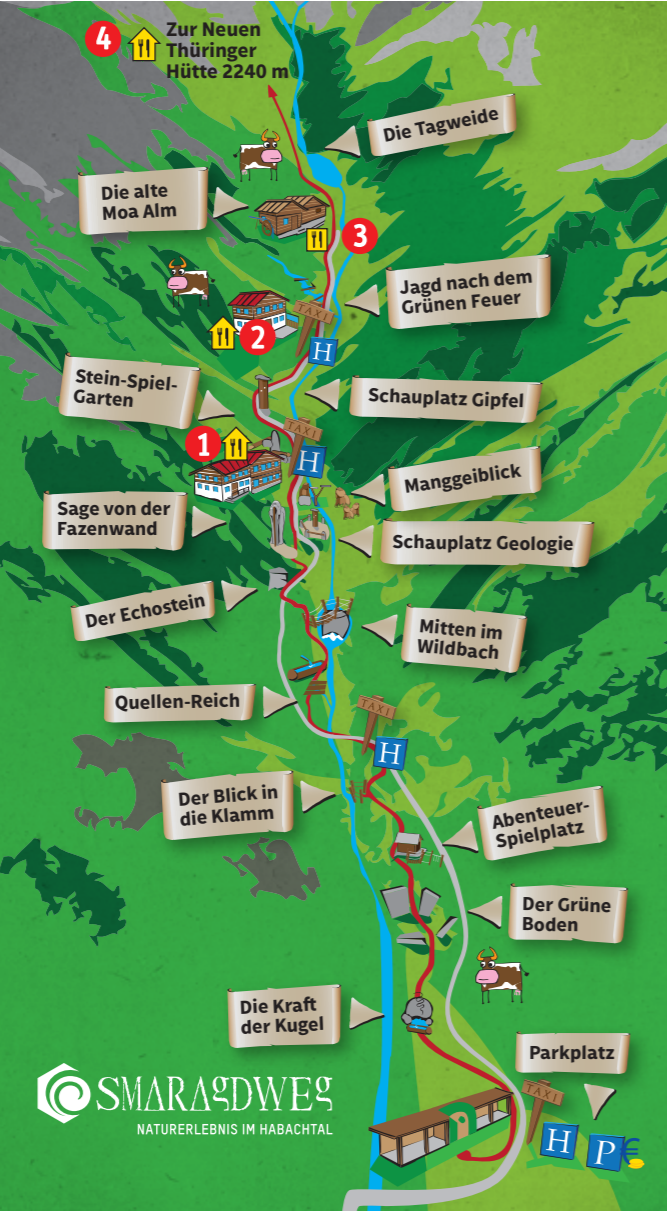 4
Zur Neuen
Thüringer
Hütte 2240 m
Die Tagweide
Die alte
Moa Alm
3
Jagd nach dem
Grünen Feuer
TAXI
2
H
Stein-Spiel-
Garten
Schauplatz Gipfel
TAXI
1
H
Manggeiblick
Sage von der
Fazenwand
Schauplatz Geologie
Der Echostein
Mitten im
Wildbach
Quellen-Reich
TAXI
H
Der Blick in
die Klamm
Abenteuer-
Spielplatz
Der Grüne
Boden
Die Kraft
der Kugel
Parkplatz
TAXI
H
P€
SMARAGDWEG
NATURERLEBNIS IM HABACHTAL